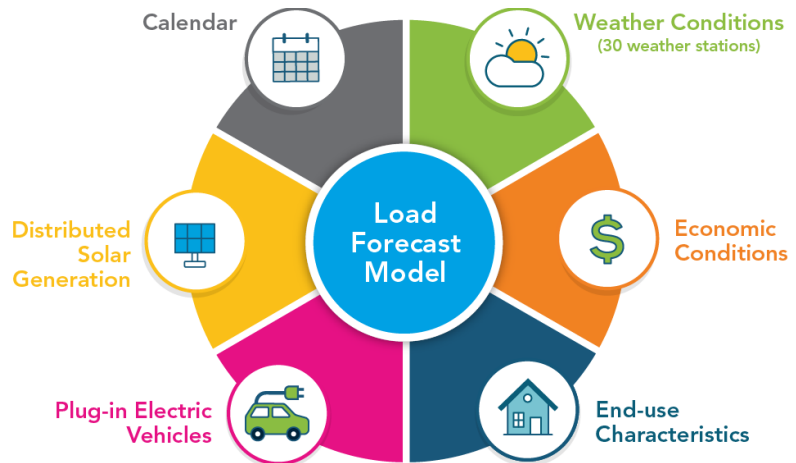 Calendar
Weather Conditions
(30 weather stations)
Distributed
Solar
Generation
Load
Forecast
Model
$
Economic
Conditions
Plug-in Electric
Vehicles
End-use
Characteristics